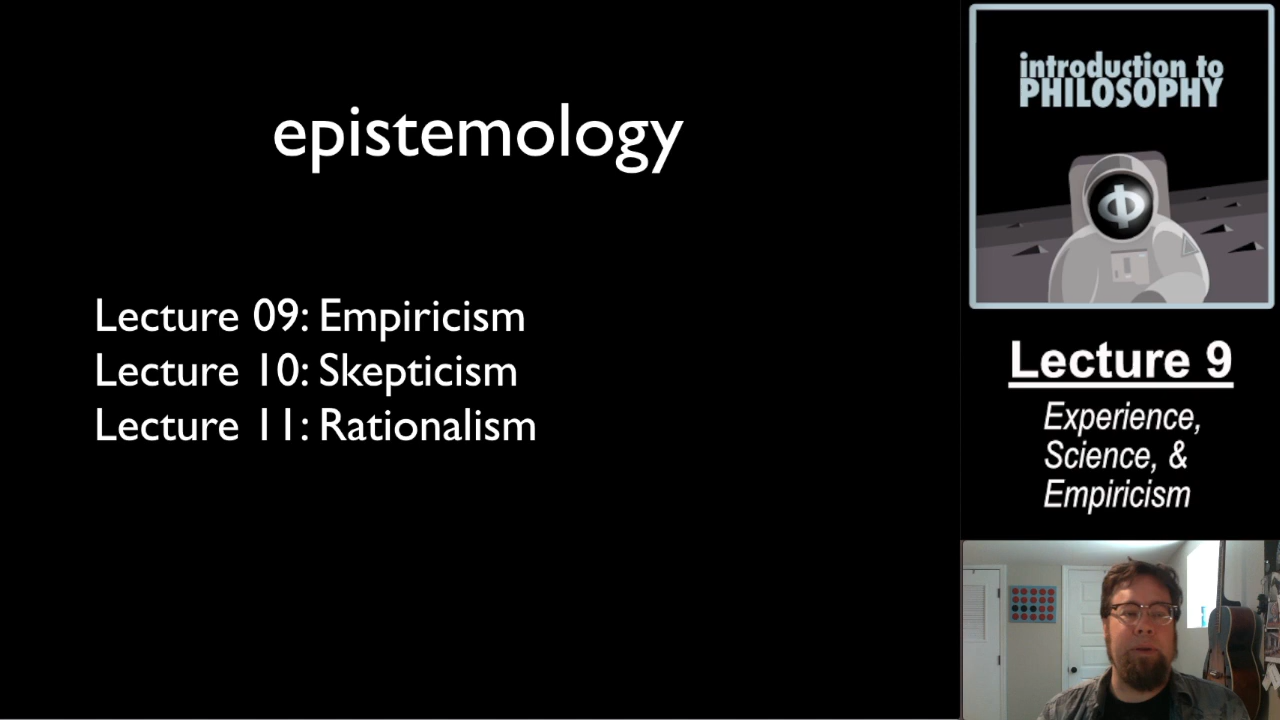 epistemology
Lecture 09: Empiricism
Lecture 10: Skepticism
Lecture 11: Rationalism
introduction to
PHILOSOPHY
Φ
Lecture 9
Experience,
Science, &
Empiricism